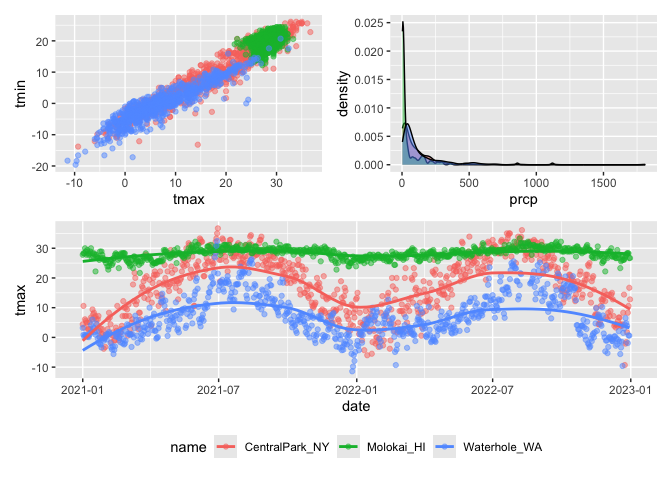 tmin
20
10
0
-10
-20
-10 0 10 20 30
tmax
density
0.025
0.020
0.015
0.010
0.005
0.000
0 500 1000 1500
prcp
tmax
30
20
10
0
-10
2021-01 2021-07 2022-01 2022-07 2023-01
date
name CentralPark_NY Molokai_HI Waterhole_WA